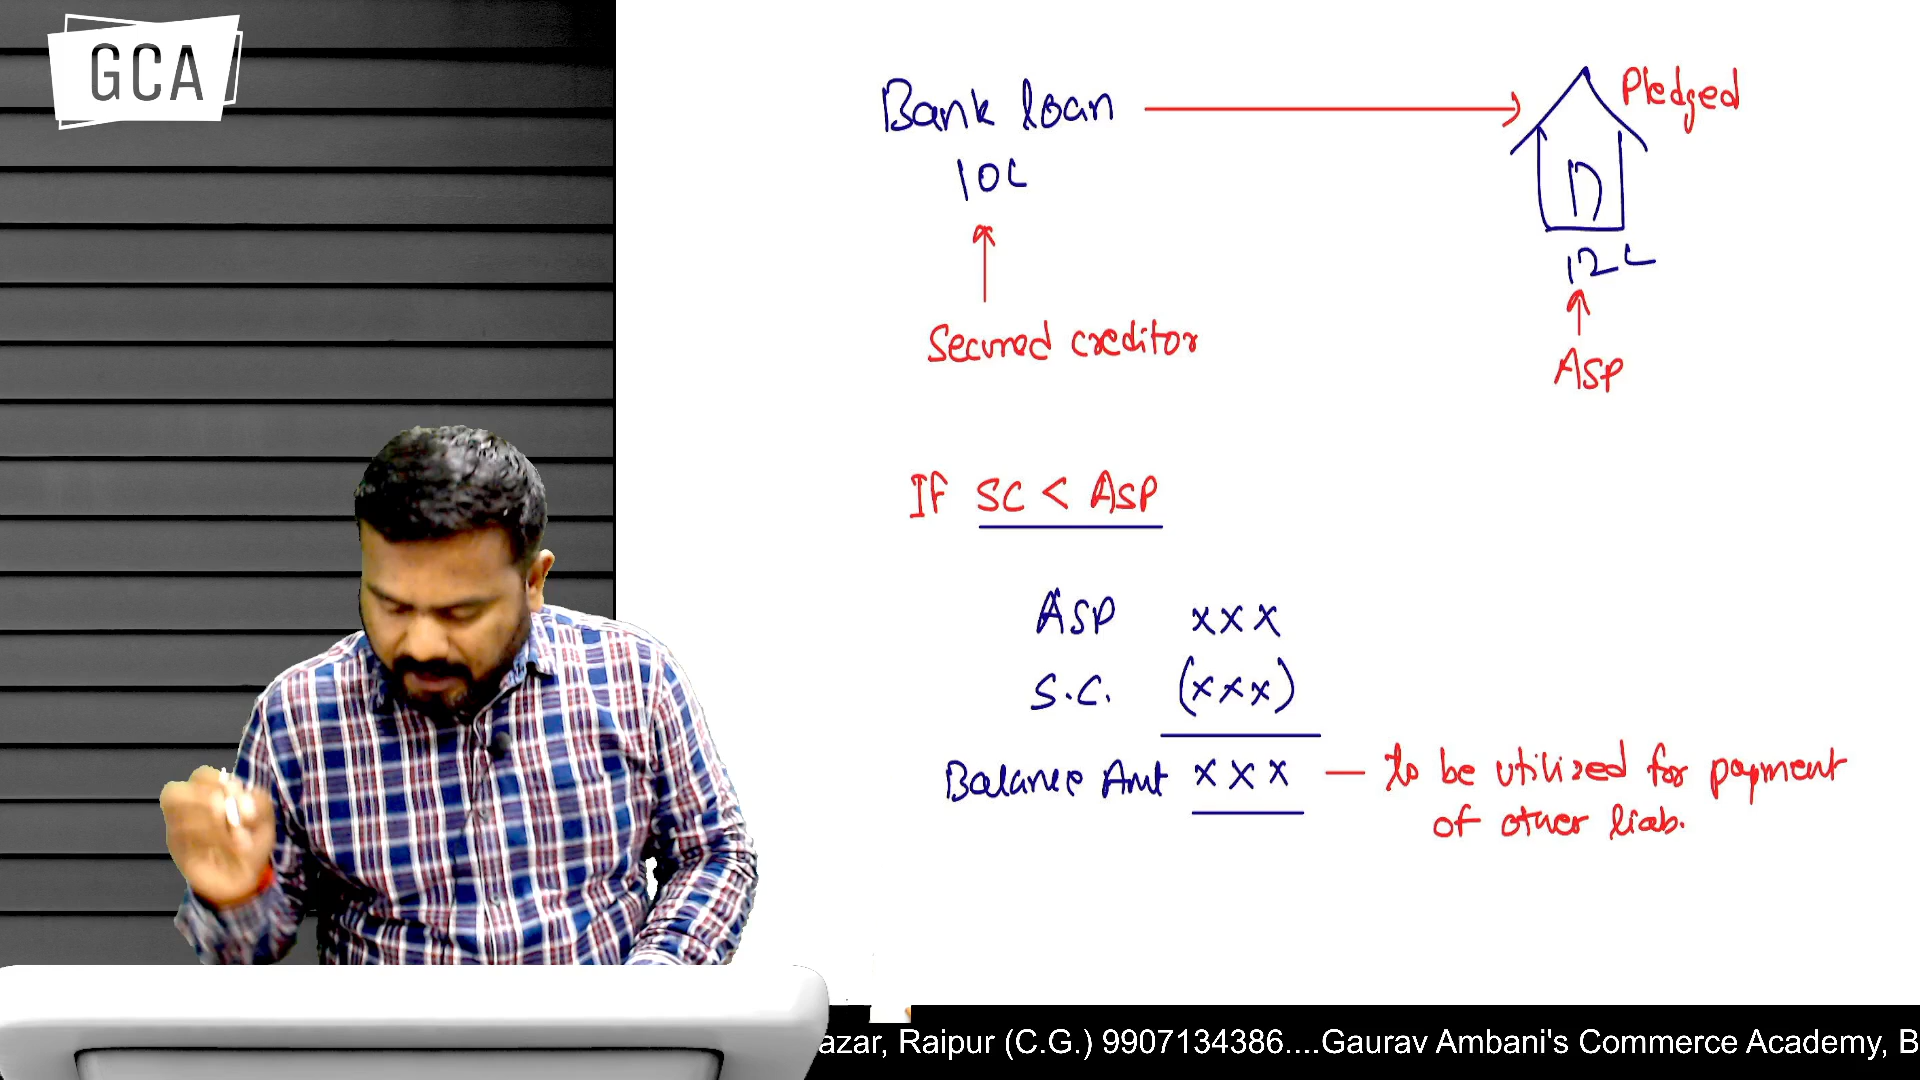 GCA
Bank loan
10L
Pledged
12L
Secured creditor
ASP
If SC < ASP
ASP xxx
S.C. (xxx)
Balance Amt xxx — to be utilized for payment
of other liab.
azar, Raipur (C.G.) 9907134386....Gaurav Ambani's Commerce Academy, B